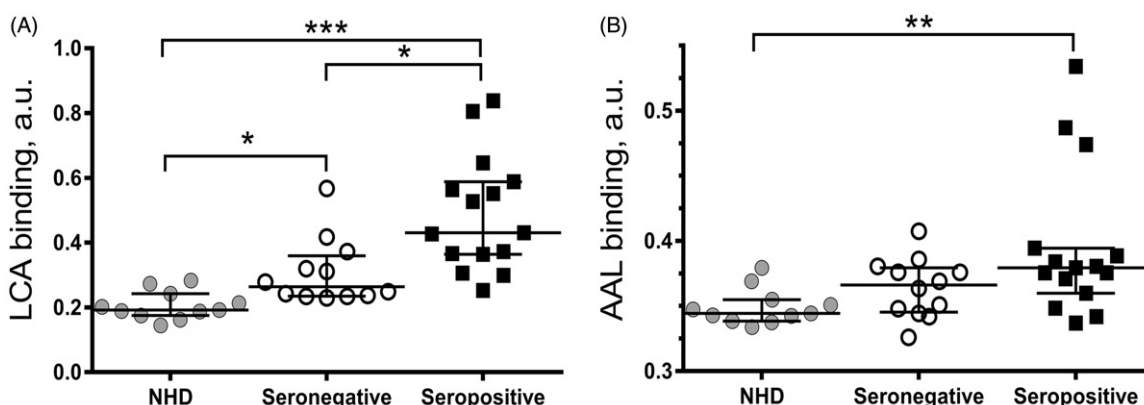 (A)
LCA binding, a.u.
1.0
0.8
0.6
0.4
0.2
0.0
***
*
*
NHD Seronegative Seropositive
(B)
AAL binding, a.u.
0.5
0.4
0.3
**
NHD Seronegative Seropositive